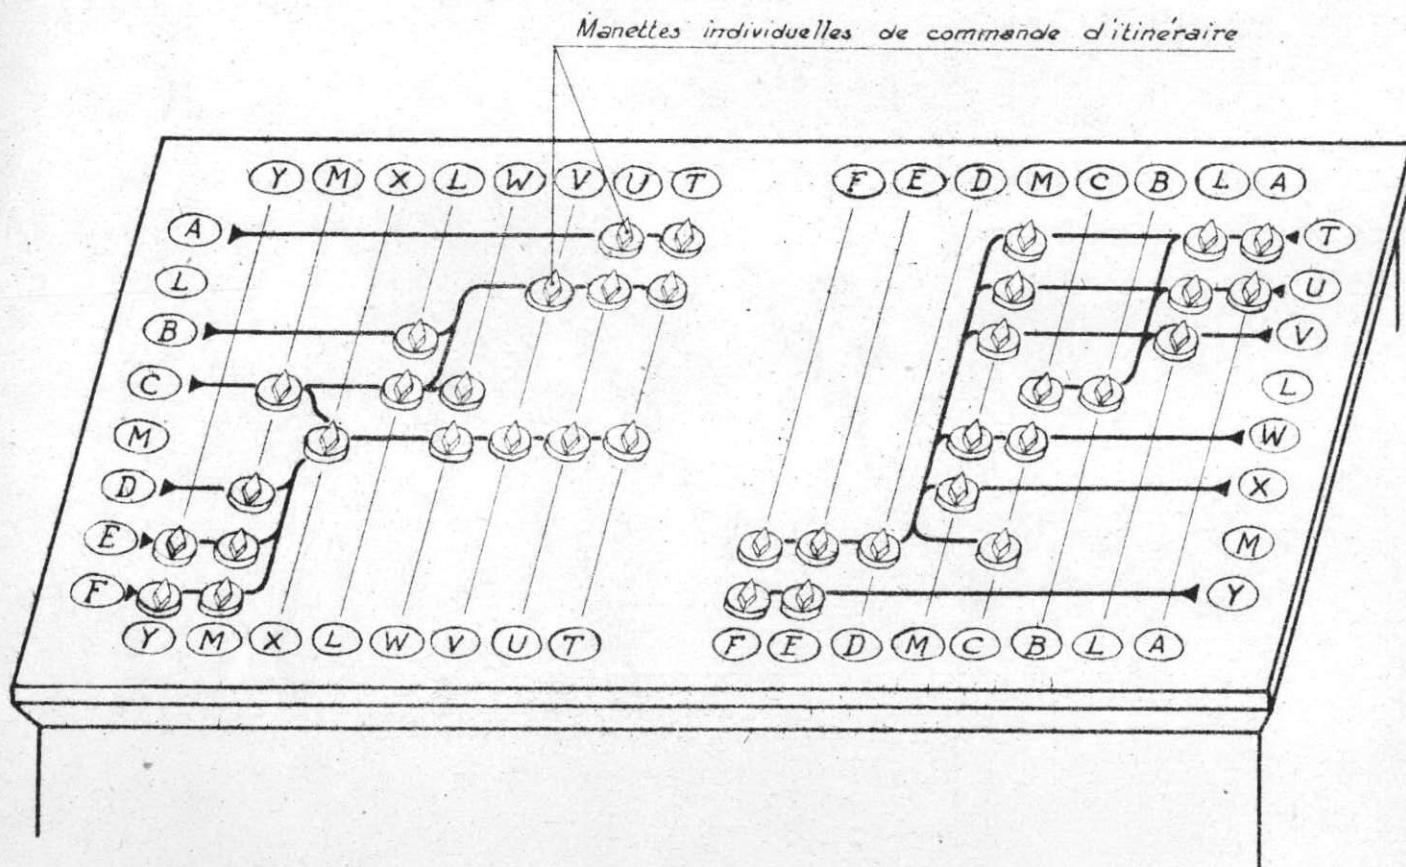 Manettes individuelles de commande d'itinéraire
Y M X L W V U T
F E D M C B L A
A
L
B
C
M
D
E
F
T
U
V
L
W
X
M
Y
Y M X L W V U T
F E D M C B L A